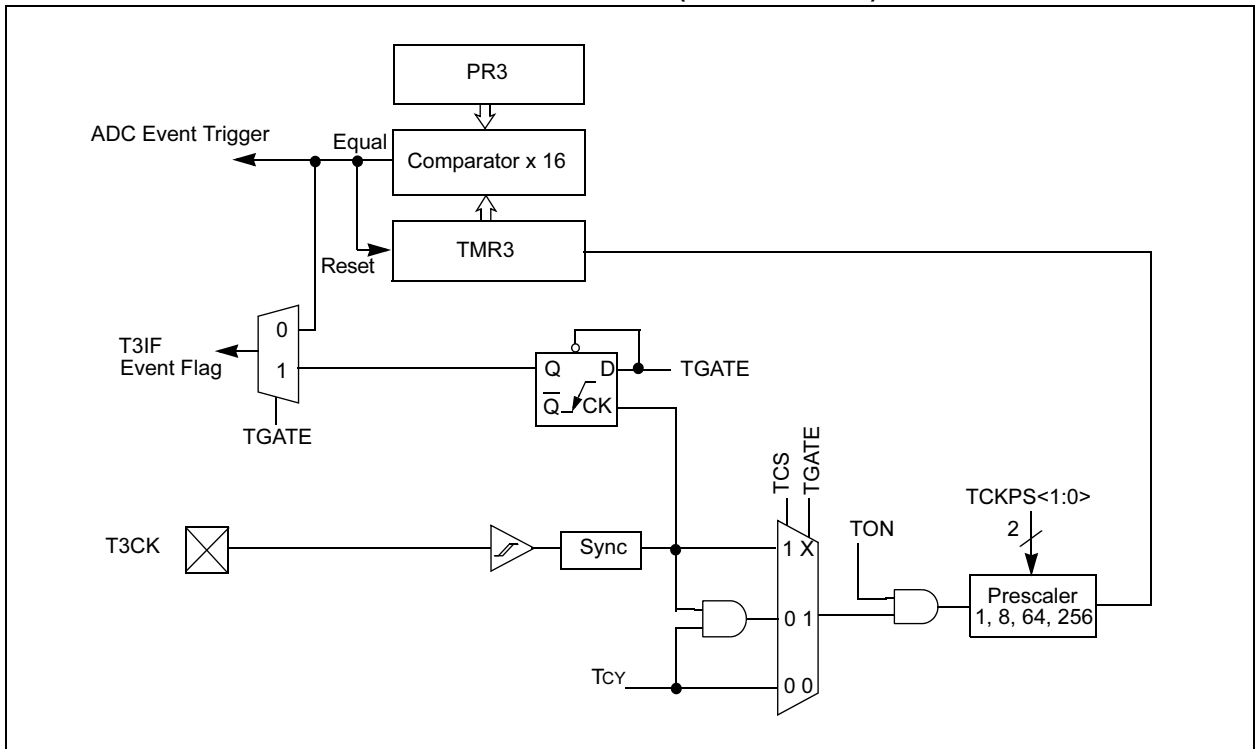 PR3
ADC Event Trigger
Equal
Comparator x 16
TMR3
Reset
0
T3IF
Event Flag
1
TGATE
Q
D
TGATE
Q̅
CK
TCS
TGATE
TCKPS<1:0>
2
TON
T3CK
Sync
1 X
Prescaler
1, 8, 64, 256
0 1
TCY
0 0